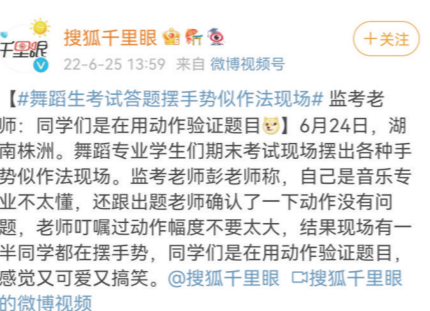 千里眼
搜狐千里眼
22-6-25 13:59 来自 微博视频号
+关注
【#舞蹈生考试答题摆手势似作法现场# 监考老
师：同学们是在用动作验证题目】6月24日，湖
南株洲。舞蹈专业学生们期末考试现场摆出各种手
势似作法现场。监考老师彭老师称，自己是音乐专
业不太懂，还跟出题老师确认了一下动作没有问
题，老师叮嘱过动作幅度不要太大，结果现场有一
半同学都在摆手势，同学们是在用动作验证题目，
感觉又可爱又搞笑。@搜狐千里眼 搜狐千里眼
的微博视频